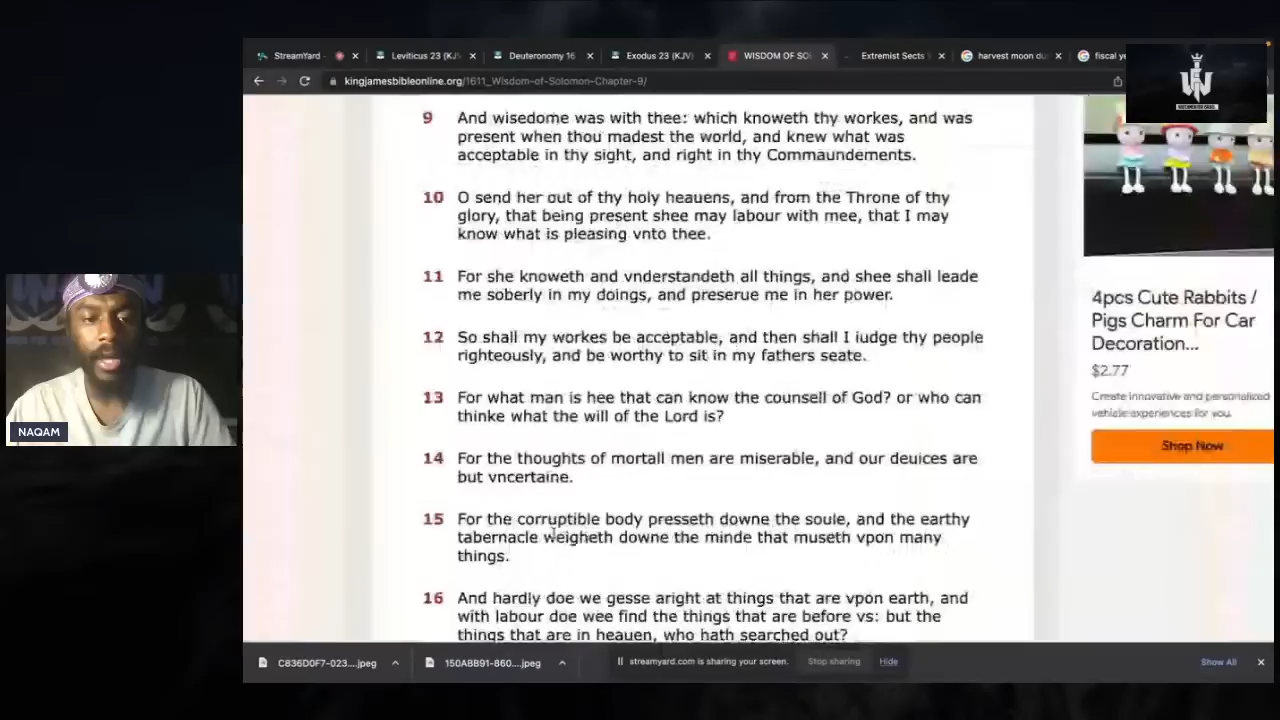 StreamYard
Leviticus 23 (KJV
Deuteronomy 16
Exodus 23 (KJV)
WISDOM OF SO
Extremist Sects
harvest moon du
fiscal ye
kingjamesbibleonline.org/1611_Wisdom-of-Solomon-Chapter-9/
9 And wisedome was with thee: which knoweth thy workes, and was
present when thou madest the world, and knew what was
acceptable in thy sight, and right in thy Commaundements.
10 O send her out of thy holy heauens, and from the Throne of thy
glory, that being present shee may labour with mee, that I may
know what is pleasing vnto thee.
11 For she knoweth and vnderstandeth all things, and shee shall leade
me soberly in my doings, and preserue me in her power.
12 So shall my workes be acceptable, and then shall I iudge thy people
righteously, and be worthy to sit in my fathers seate.
13 For what man is hee that can know the counsell of God? or who can
thinke what the will of the Lord is?
14 For the thoughts of mortall men are miserable, and our deuices are
but vncertaine.
15 For the corruptible body presseth downe the soule, and the earthy
tabernacle weigheth downe the minde that museth vpon many
things.
16 And hardly doe we gesse aright at things that are vpon earth, and
with labour doe wee find the things that are before vs: but the
things that are in heauen, who hath searched out?
4pcs Cute Rabbits /
Pigs Charm For Car
Decoration...
$2.77
Create innovative and personalized
vehicle experiences for you.
Shop Now
NAQAM
C836D0F7-023....jpeg
150A8B91-860....jpeg
streamyard.com is sharing your screen.
Stop sharing
Hide
Show All